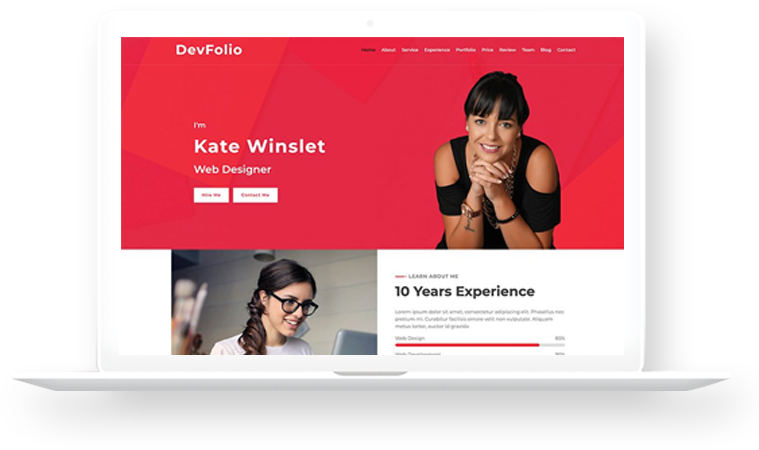 DevFolio
Home About Service Experience Portfolio Price Review Team Blog Contact
I'm
Kate Winslet
Web Designer
Hire Me Contact Me
LEARN ABOUT ME
10 Years Experience
Lorem ipsum dolor sit amet, consectetur adipiscing elit. Phasellus nec
pretium mi. Curabitur facilisis ornare velit non vulputate. Aliquam
metus tortor, auctor id gravida
Web Design 85%
Web Development